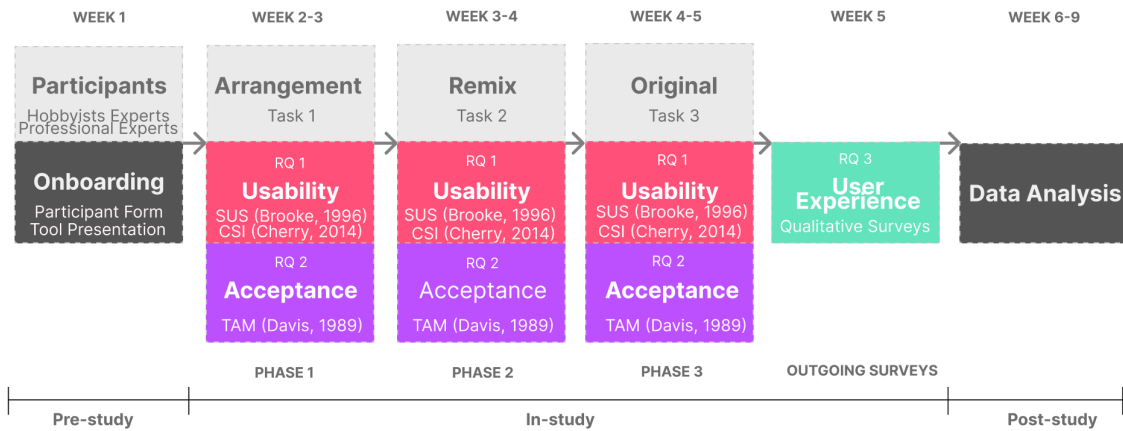 WEEK 1
WEEK 2-3
WEEK 3-4
WEEK 4-5
WEEK 5
WEEK 6-9
Participants
Hobbyists Experts
Professional Experts
Onboarding
Participant Form
Tool Presentation
Arrangement
Task 1
RQ 1
Usability
SUS (Brooke, 1996)
CSI (Cherry, 2014)
RQ 2
Acceptance
TAM (Davis, 1989)
Remix
Task 2
RQ 1
Usability
SUS (Brooke, 1996)
CSI (Cherry, 2014)
RQ 2
Acceptance
TAM (Davis, 1989)
Original
Task 3
RQ 1
Usability
SUS (Brooke, 1996)
CSI (Cherry, 2014)
RQ 2
Acceptance
TAM (Davis, 1989)
RQ 3
User
Experience
Qualitative Surveys
Data Analysis
PHASE 1
PHASE 2
PHASE 3
OUTGOING SURVEYS
Pre-study
In-study
Post-study